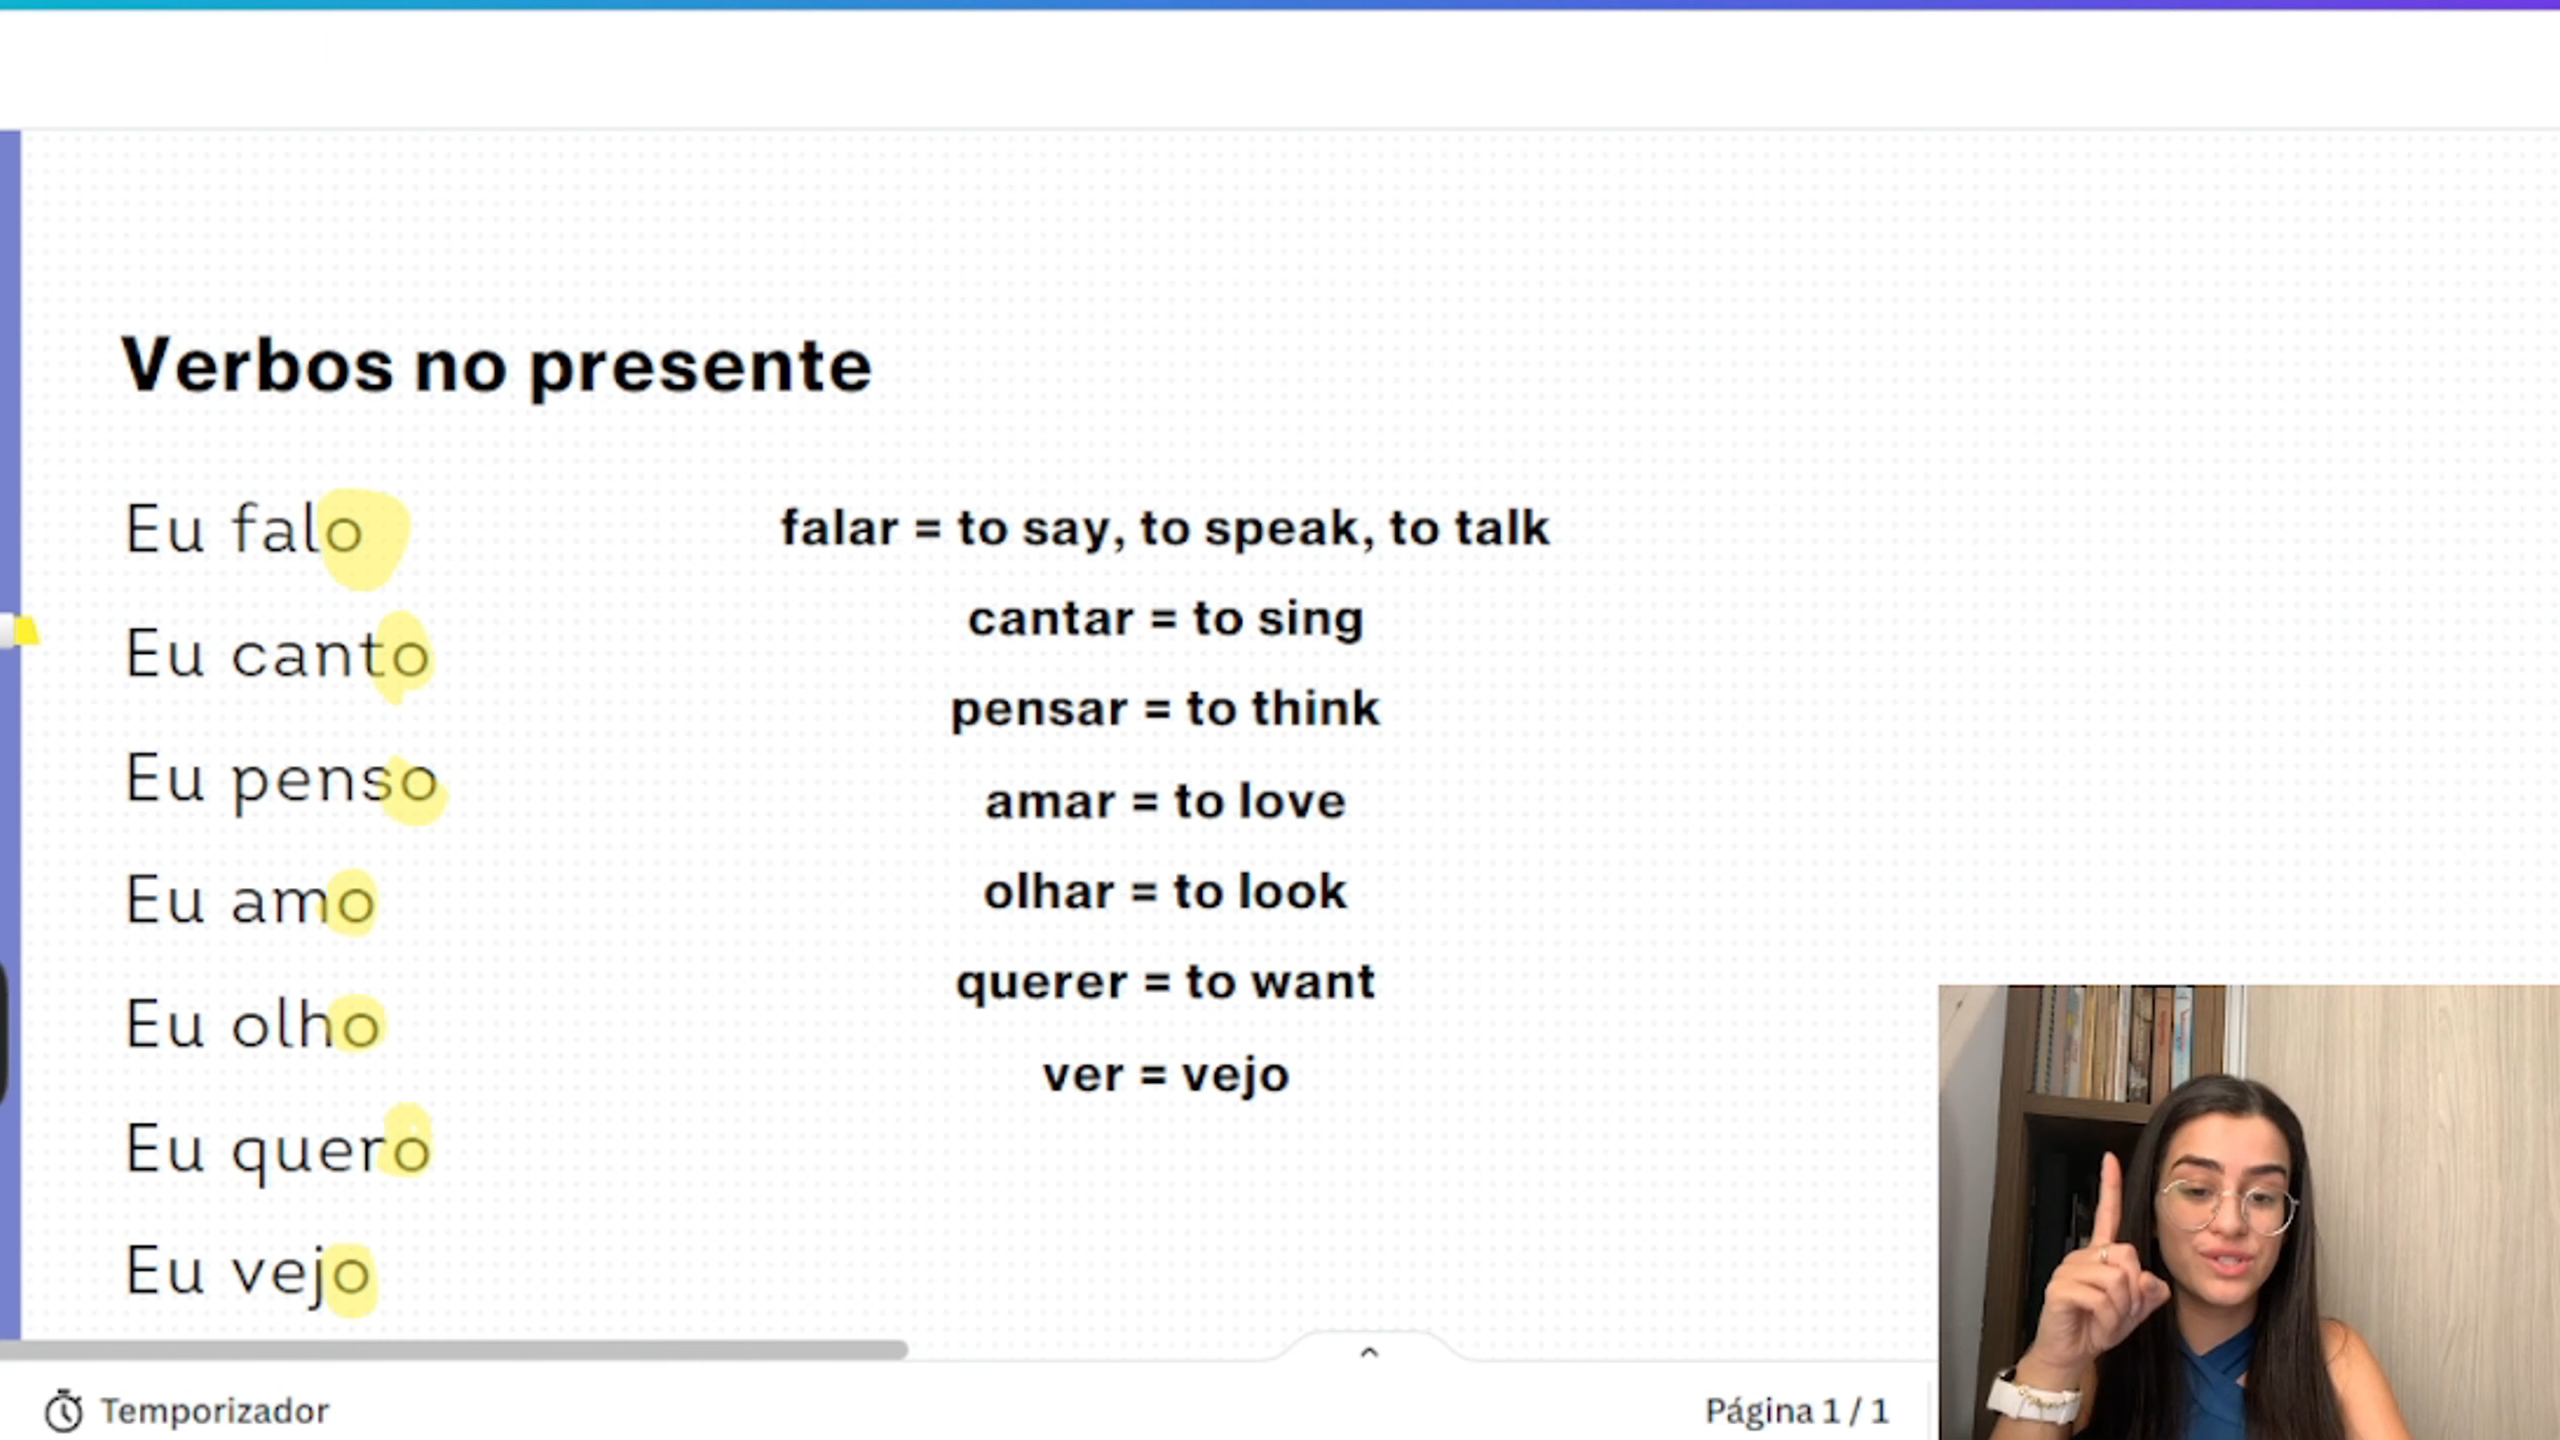 Verbos no presente
Eu falo
Eu canto
Eu penso
Eu amo
Eu olho
Eu quero
Eu vejo
falar = to say, to speak, to talk
cantar = to sing
pensar = to think
amar = to love
olhar = to look
querer = to want
ver = vejo
Temporizador
Página 1 / 1